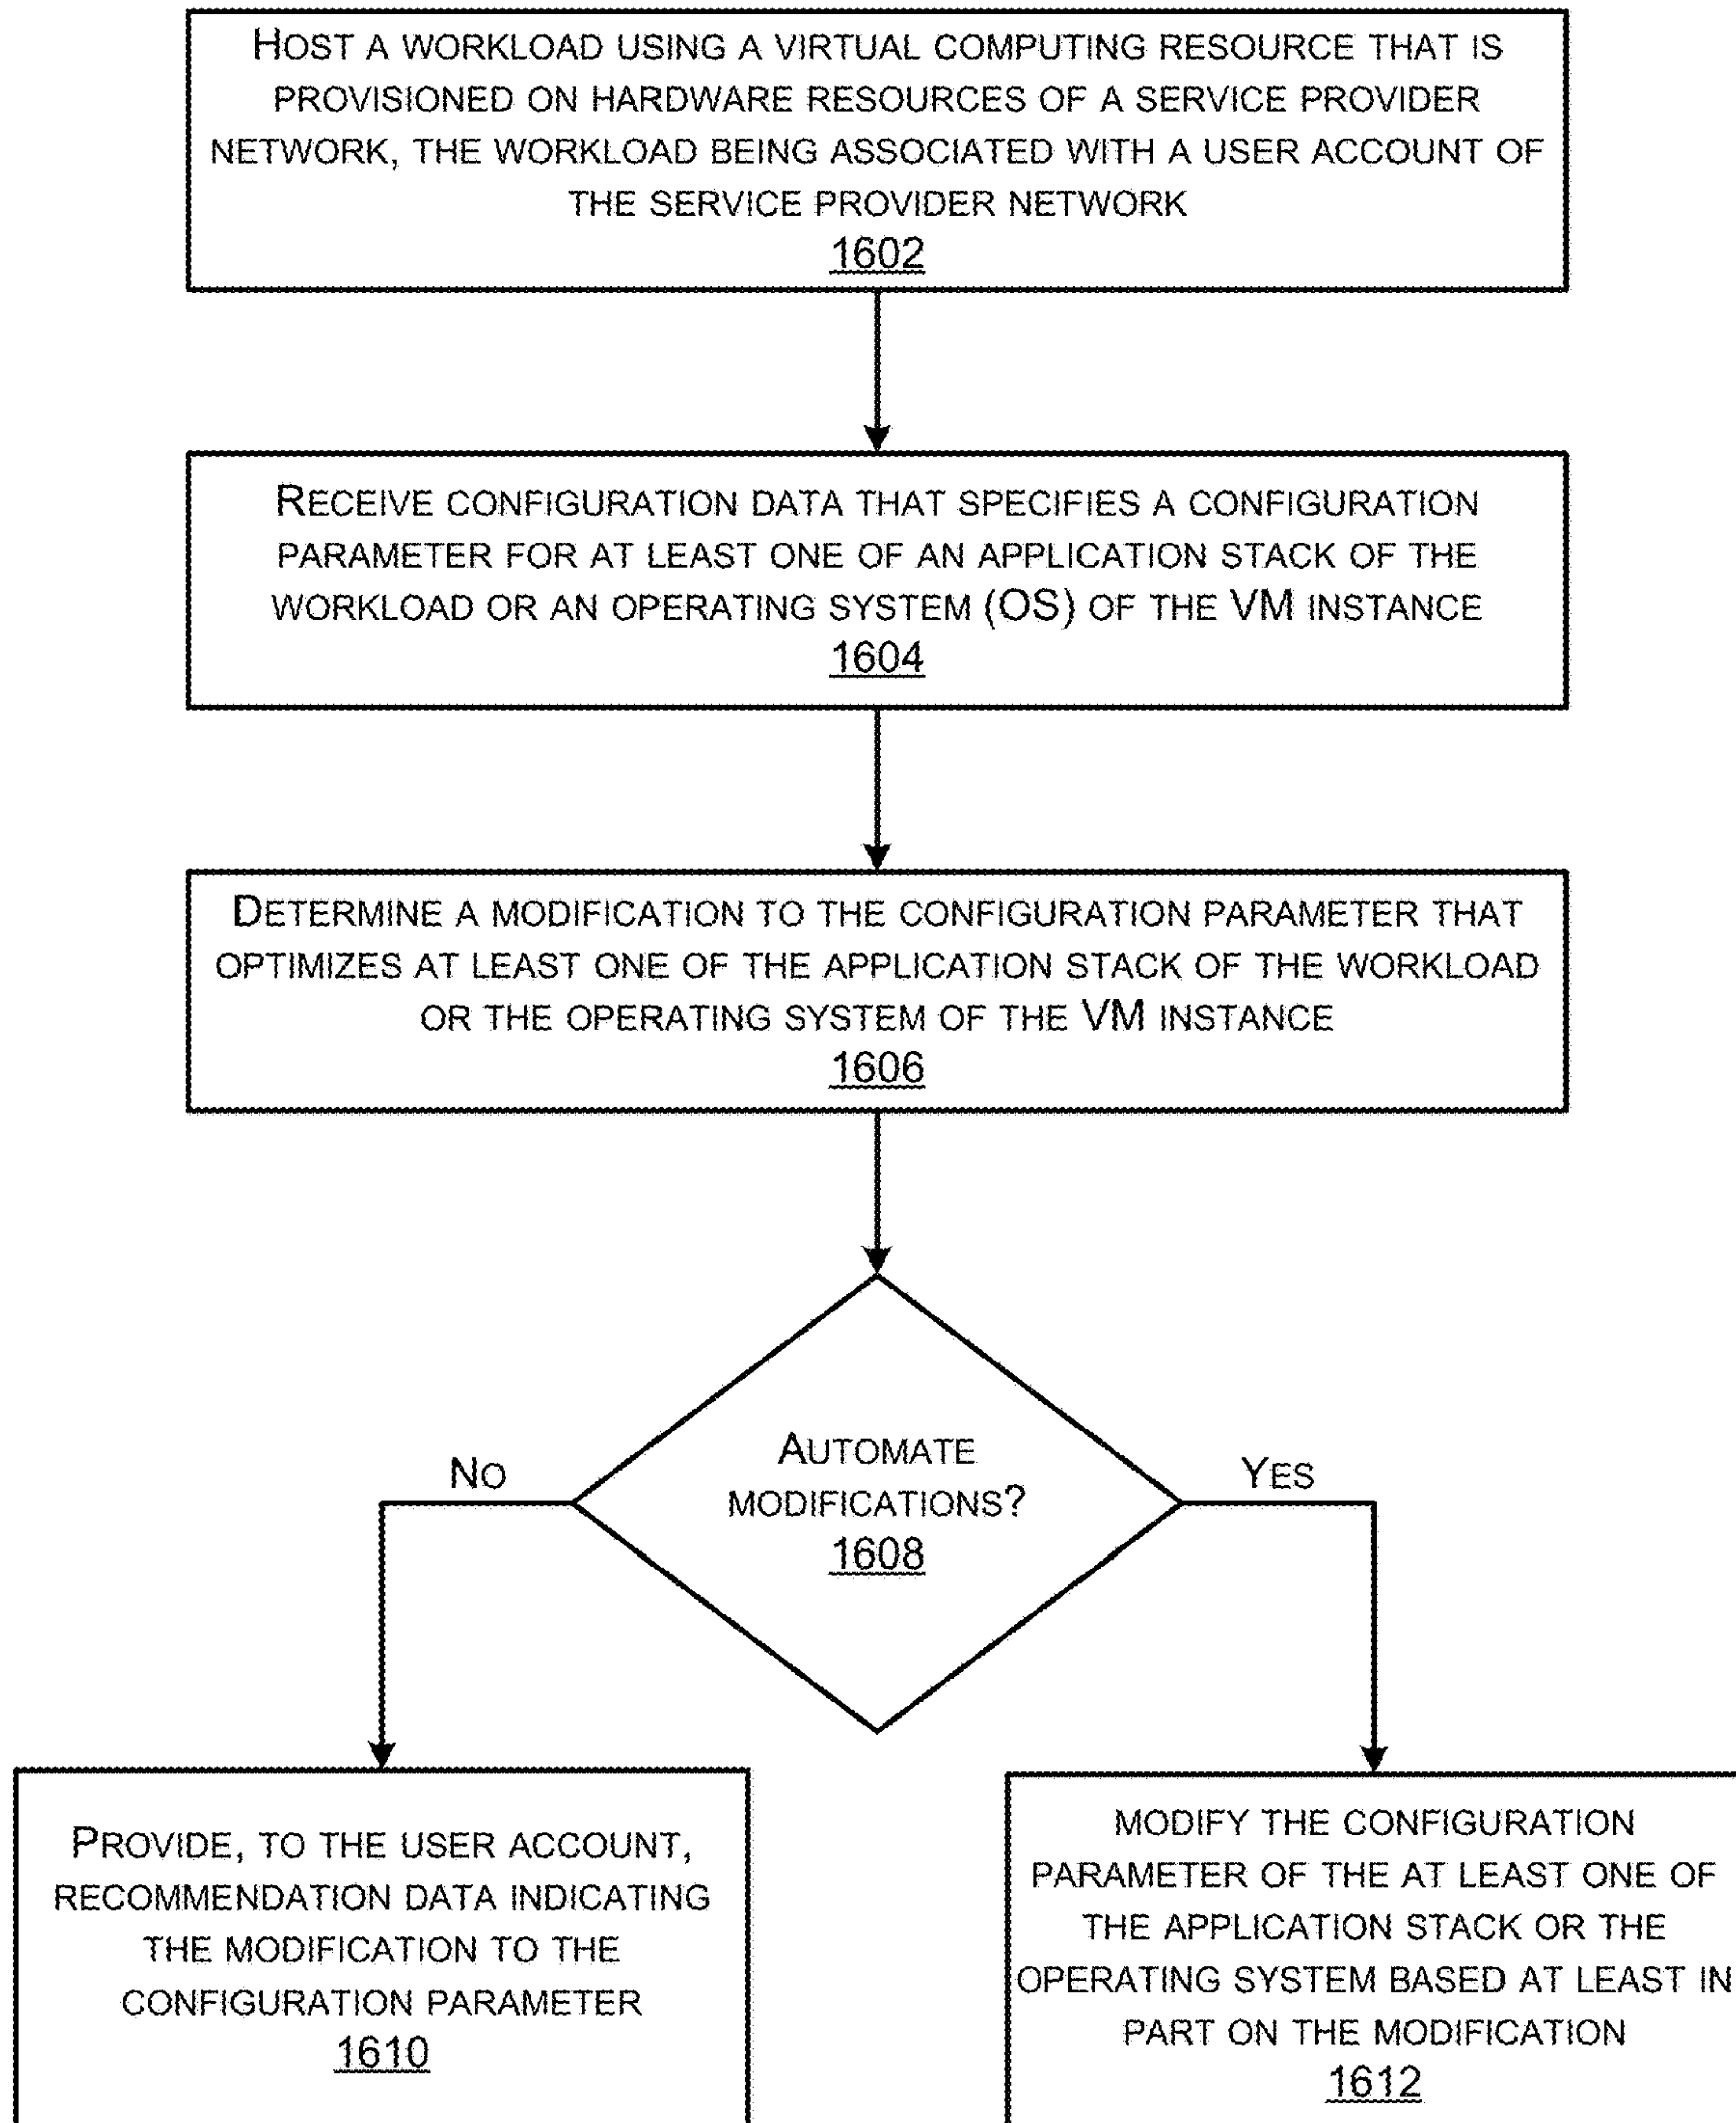 HOST A WORKLOAD USING A VIRTUAL COMPUTING RESOURCE THAT IS
PROVISIONED ON HARDWARE RESOURCES OF A SERVICE PROVIDER
NETWORK, THE WORKLOAD BEING ASSOCIATED WITH A USER ACCOUNT OF
THE SERVICE PROVIDER NETWORK
1602
RECEIVE CONFIGURATION DATA THAT SPECIFIES A CONFIGURATION
PARAMETER FOR AT LEAST ONE OF AN APPLICATION STACK OF THE
WORKLOAD OR AN OPERATING SYSTEM (OS) OF THE VM INSTANCE
1604
DETERMINE A MODIFICATION TO THE CONFIGURATION PARAMETER THAT
OPTIMIZES AT LEAST ONE OF THE APPLICATION STACK OF THE WORKLOAD
OR THE OPERATING SYSTEM OF THE VM INSTANCE
1606
AUTOMATE
MODIFICATIONS?
1608
NO
YES
PROVIDE, TO THE USER ACCOUNT,
RECOMMENDATION DATA INDICATING
THE MODIFICATION TO THE
CONFIGURATION PARAMETER
1610
MODIFY THE CONFIGURATION
PARAMETER OF THE AT LEAST ONE OF
THE APPLICATION STACK OR THE
OPERATING SYSTEM BASED AT LEAST IN
PART ON THE MODIFICATION
1612